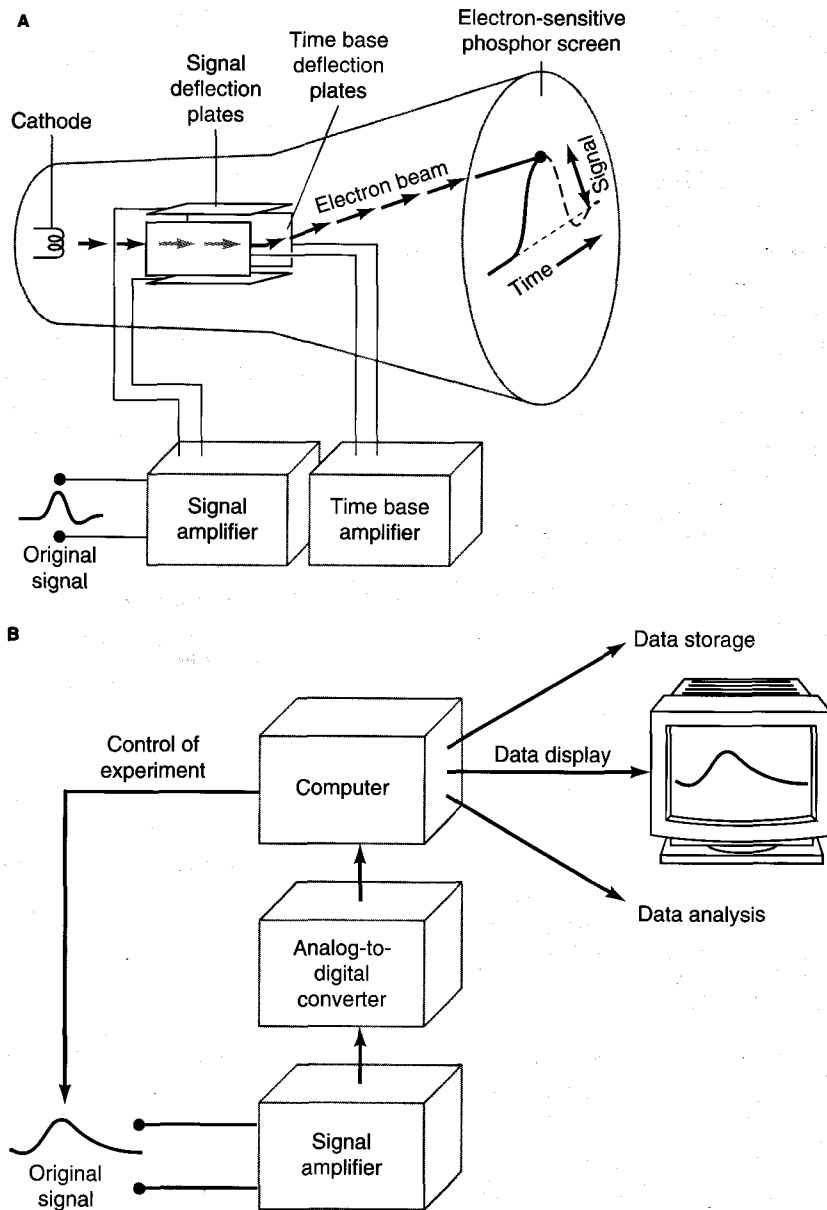 A
Cathode
Signal
deflection
plates
Time base
deflection
plates
Electron-sensitive
phosphor screen
Electron beam
Signal
Time
Signal
amplifier
Time base
amplifier
Original
signal
B
Data storage
Control of
experiment
Computer
Data display
Data analysis
Analog-to-
digital
converter
Signal
amplifier
Original
signal